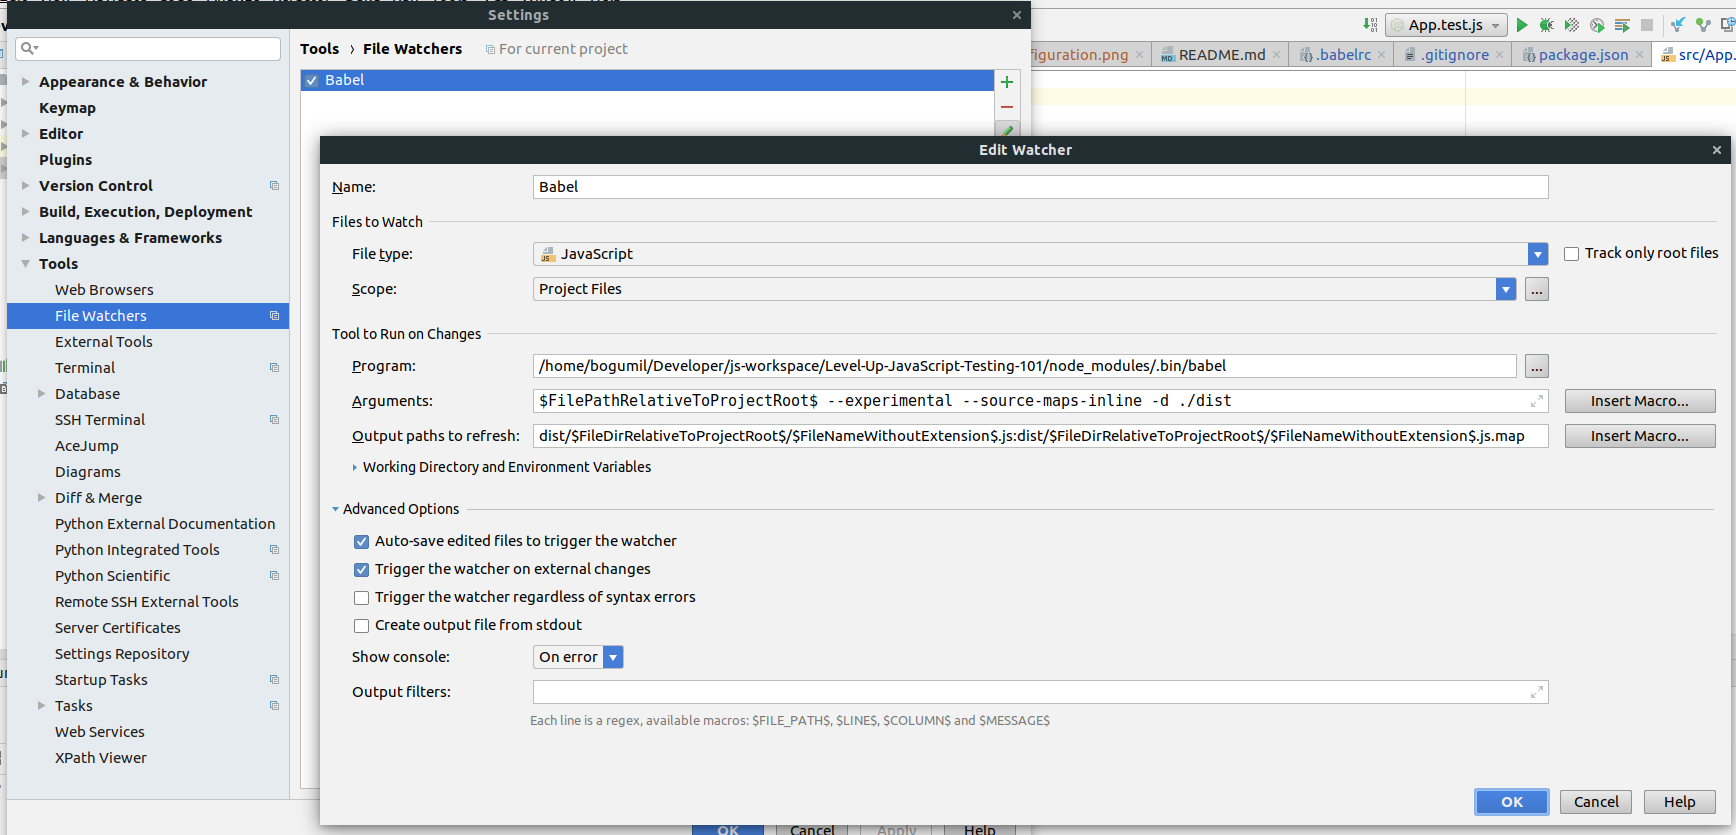 Settings
Tools › File Watchers For current project
Babel
Appearance & Behavior
Keymap
Editor
Plugins
Version Control
Build, Execution, Deployment
Languages & Frameworks
Tools
Web Browsers
File Watchers
External Tools
Terminal
Database
SSH Terminal
AceJump
Diagrams
Diff & Merge
Python External Documentation
Python Integrated Tools
Python Scientific
Remote SSH External Tools
Server Certificates
Settings Repository
Startup Tasks
Tasks
Web Services
XPath Viewer
App.test.js
iguration.png README.md .babelrc .gitignore package.json src/App.
Edit Watcher
Name: Babel
Files to Watch
File type: JavaScript Track only root files
Scope: Project Files ...
Tool to Run on Changes
Program: /home/bogumil/Developer/js-workspace/Level-Up-JavaScript-Testing-101/node_modules/.bin/babel ...
Arguments: $FilePathRelativeToProjectRoot$ --experimental --source-maps-inline -d ./dist Insert Macro...
Output paths to refresh: dist/$FileDirRelativeToProjectRoot$/$FileNameWithoutExtension$.js:dist/$FileDirRelativeToProjectRoot$/$FileNameWithoutExtension$.js.map Insert Macro...
Working Directory and Environment Variables
Advanced Options
Auto-save edited files to trigger the watcher
Trigger the watcher on external changes
Trigger the watcher regardless of syntax errors
Create output file from stdout
Show console: On error
Output filters:
Each line is a regex, available macros: $FILE_PATH$, $LINE$, $COLUMN$ and $MESSAGE$
OK Cancel Help
OK Cancel Apply Help